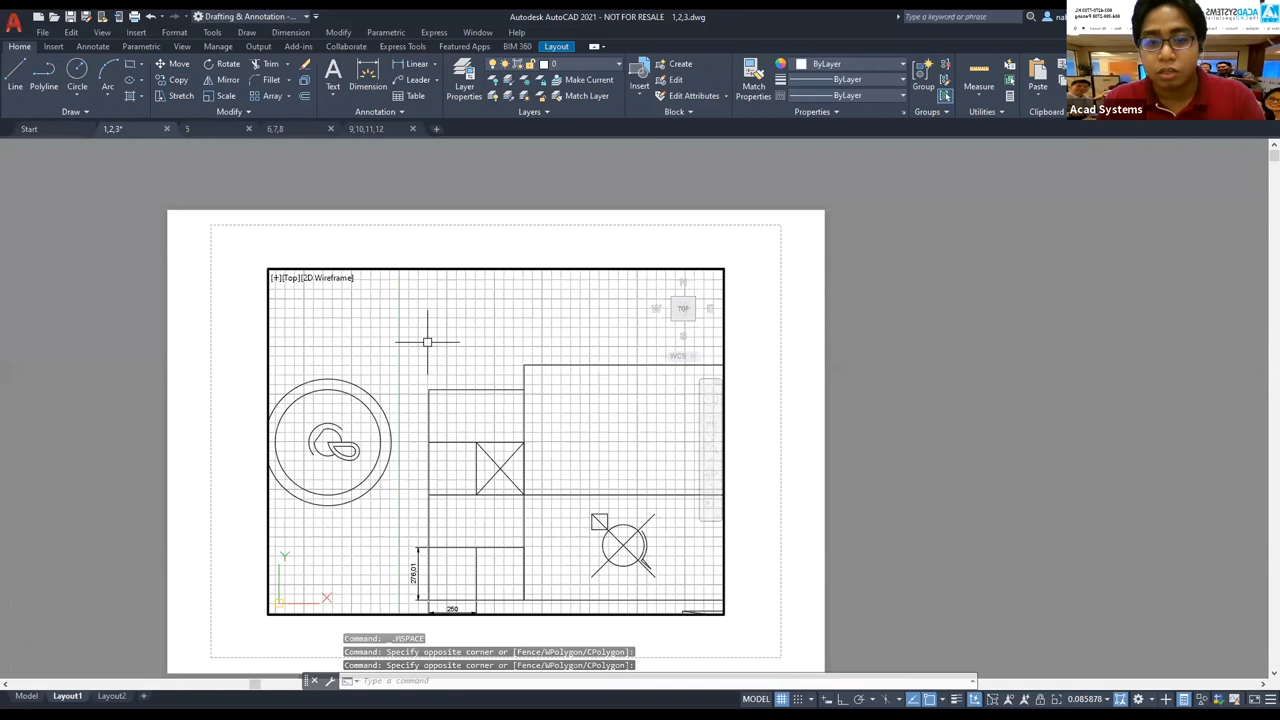 Drafting & Annotation -
Autodesk AutoCAD 2021 - NOT FOR RE
1,2,3.dwg
Type a keyword or phrase
File Edit View Insert Format Tools Draw Dimension Modify Parametric Express Window Help
Home Insert Annotate Parametric View Manage Output Add-ins Collaborate Express Tools Featured Apps BIM 360 Layout
Line Polyline Circle Arc
Move Rotate Trim
Copy Mirror Fillet
Stretch Scale Array
Text Dimension
Linear
Leader
Table
Layer Properties
0
Make Current
Match Layer
Insert
Create
Edit
Edit Attributes
Match Properties
ByLayer
ByLayer
ByLayer
Group
Measure
Paste
Draw Modify Annotation Layers Block Properties Groups Utilities Clipboard
Acad Systems
Start 1,2,3* 5 6,7,8 9,10,11,12
[+][Top][2D Wireframe]
N
W TOP E
S
WCS
Y
X
276,01
250
Command: _.MSPACE
Command: Specify opposite corner or [Fence/WPolygon/CPolygon]:
Command: Specify opposite corner or [Fence/WPolygon/CPolygon]:
Type a command
Model Layout1 Layout2
MODEL
0.085878